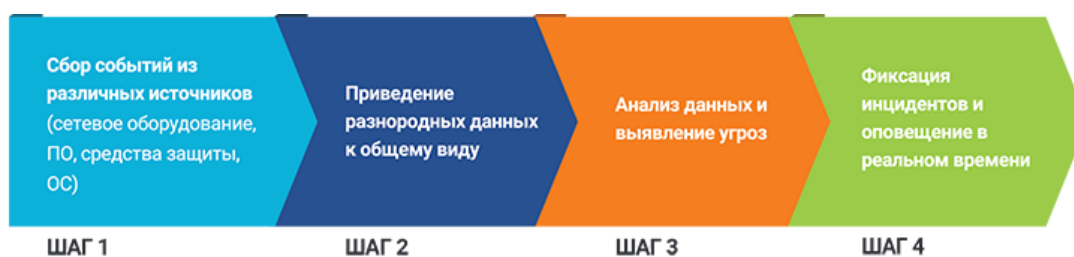 Сбор событий из
различных источников
(сетевое оборудование,
ПО, средства защиты,
ОС)
Приведение
разнородных данных
к общему виду
Анализ данных и
выявление угроз
Фиксация
инцидентов и
оповещение в
реальном времени
ШАГ 1
ШАГ 2
ШАГ 3
ШАГ 4